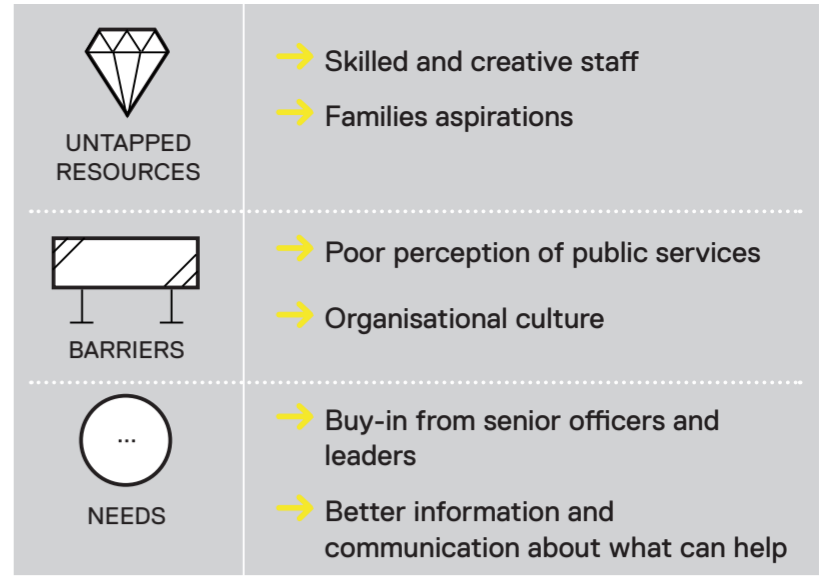 UNTAPPED
RESOURCES
Skilled and creative staff
Families aspirations
BARRIERS
Poor perception of public services
Organisational culture
...
NEEDS
Buy-in from senior officers and
leaders
Better information and
communication about what can help